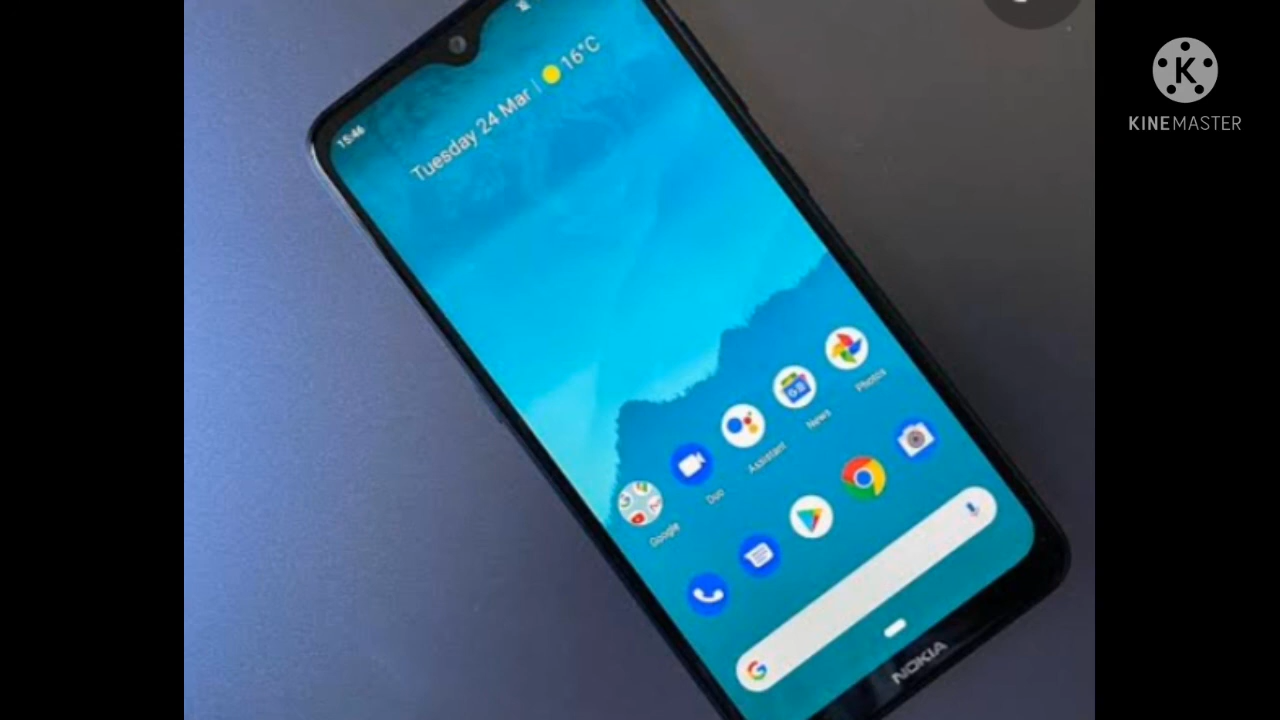 15:46
Tuesday 24 Mar | 16°C
Photos
News
Assistant
Duo
Google
NOKIA
KINEMASTER